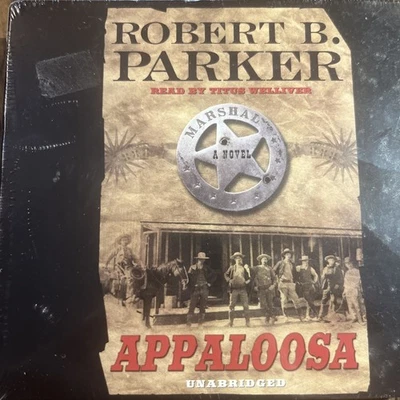 ROBERT B.
PARKER
READ BY TITUS WELLIVER
MARSHAL
A NOVEL
APPALOOSA
UNABRIDGED